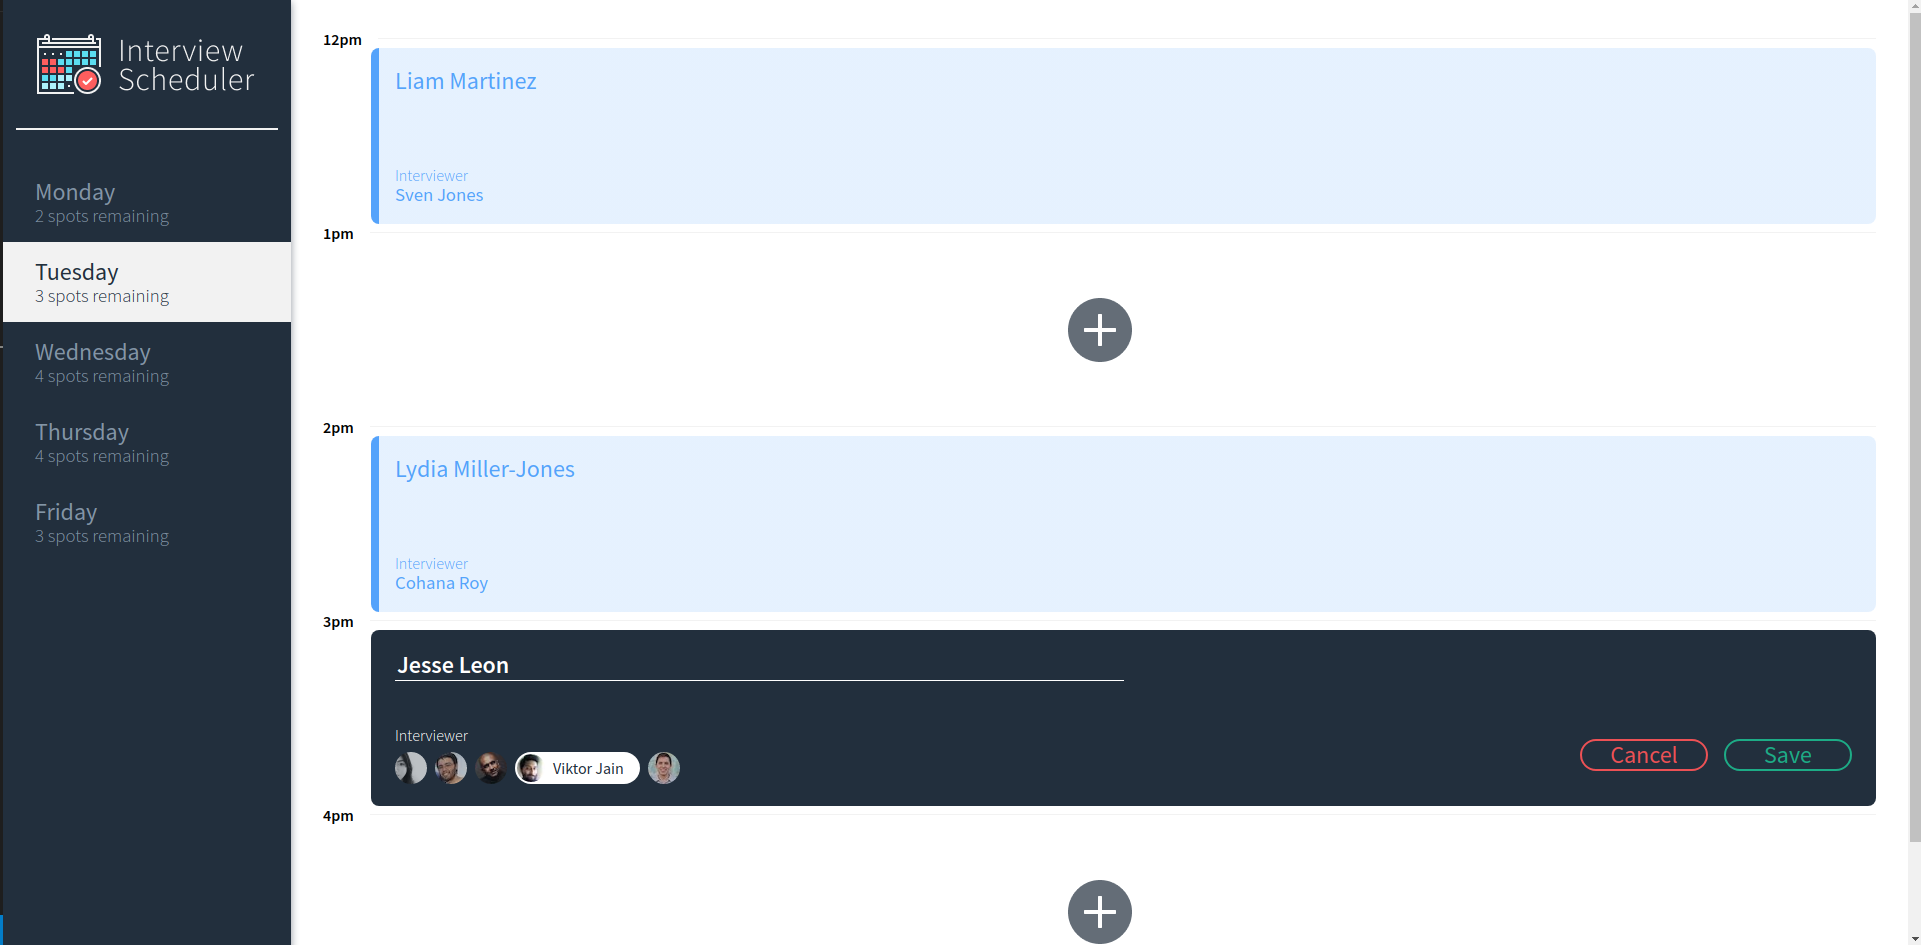 Interview
Scheduler
Monday
2 spots remaining
Tuesday
3 spots remaining
Wednesday
4 spots remaining
Thursday
4 spots remaining
Friday
3 spots remaining
12pm
Liam Martinez
Interviewer
Sven Jones
1pm
2pm
Lydia Miller-Jones
Interviewer
Cohana Roy
3pm
Jesse Leon
Interviewer
Viktor Jain
Cancel Save
4pm